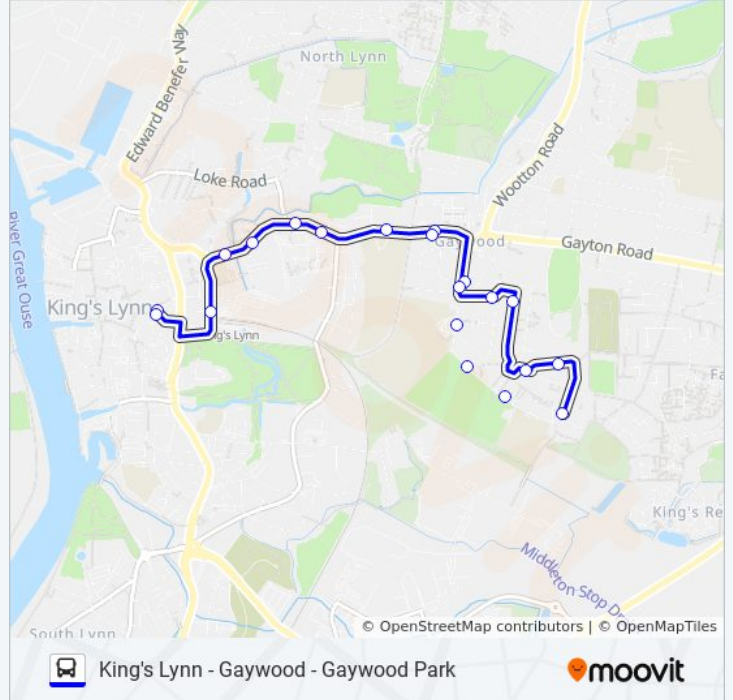 North Lynn
Edward Benefer Way
Loke Road
Wootton Road
Gaywood
Gayton Road
River Great Ouse
King's Lynn
g's Lynn
Fa
King's Re
Middleton Stop Dr
South Lynn
© OpenStreetMap contributors | © OpenMapTiles
King's Lynn - Gaywood - Gaywood Park
moovit